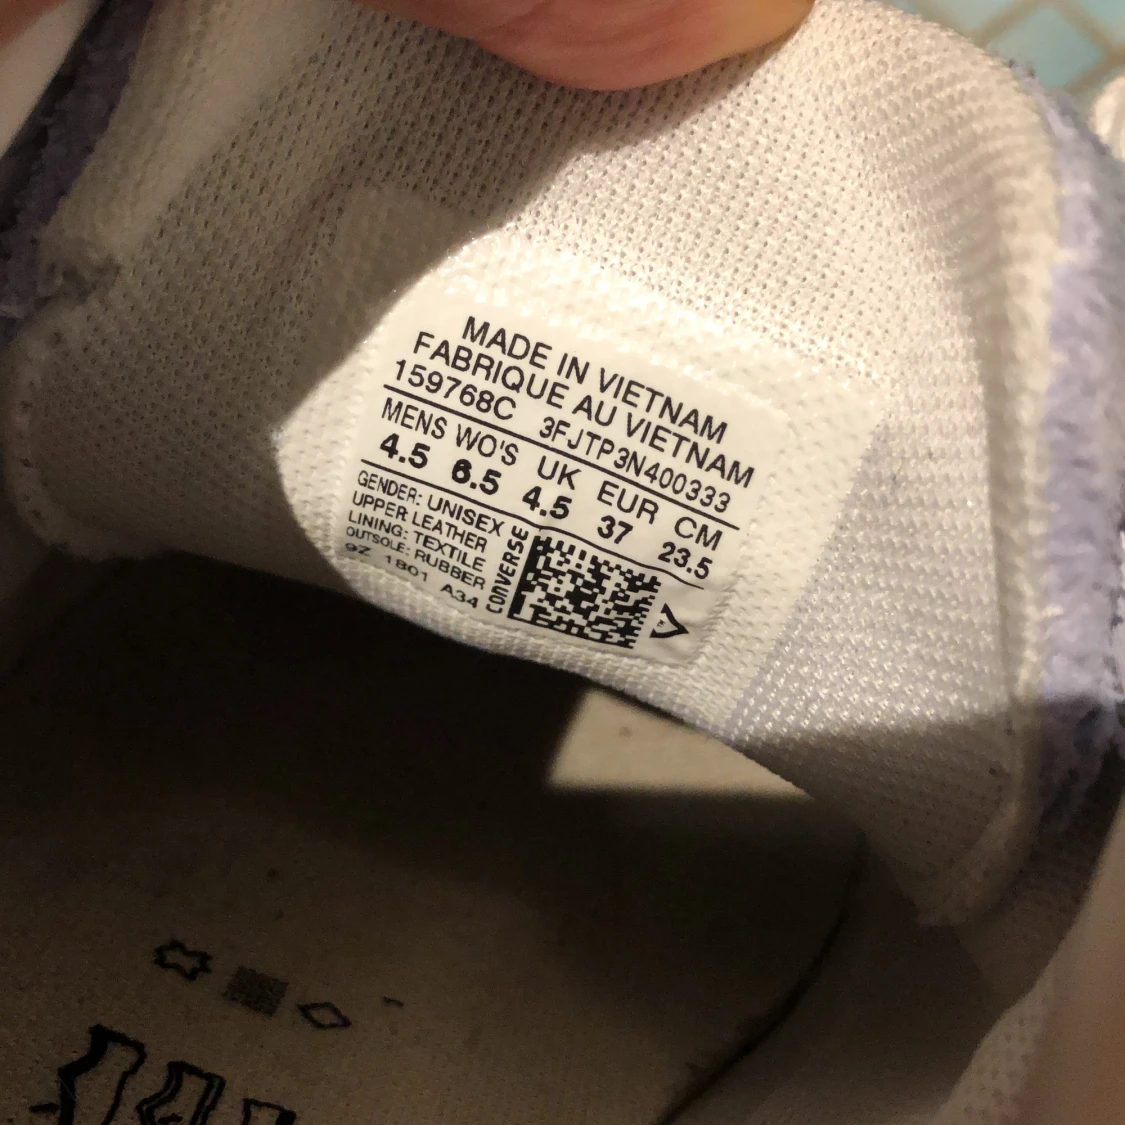 MADE IN VIETNAM
FABRIQUE AU VIETNAM
159768C 3FJTP3N400333
MENS WO'S UK EUR CM
4.5 6.5 4.5 37 23.5
GENDER: UNISEX
UPPER LEATHER
LINING: TEXTILE
OUTSOLE: RUBBER
9Z 1801 A34
CONVERSE